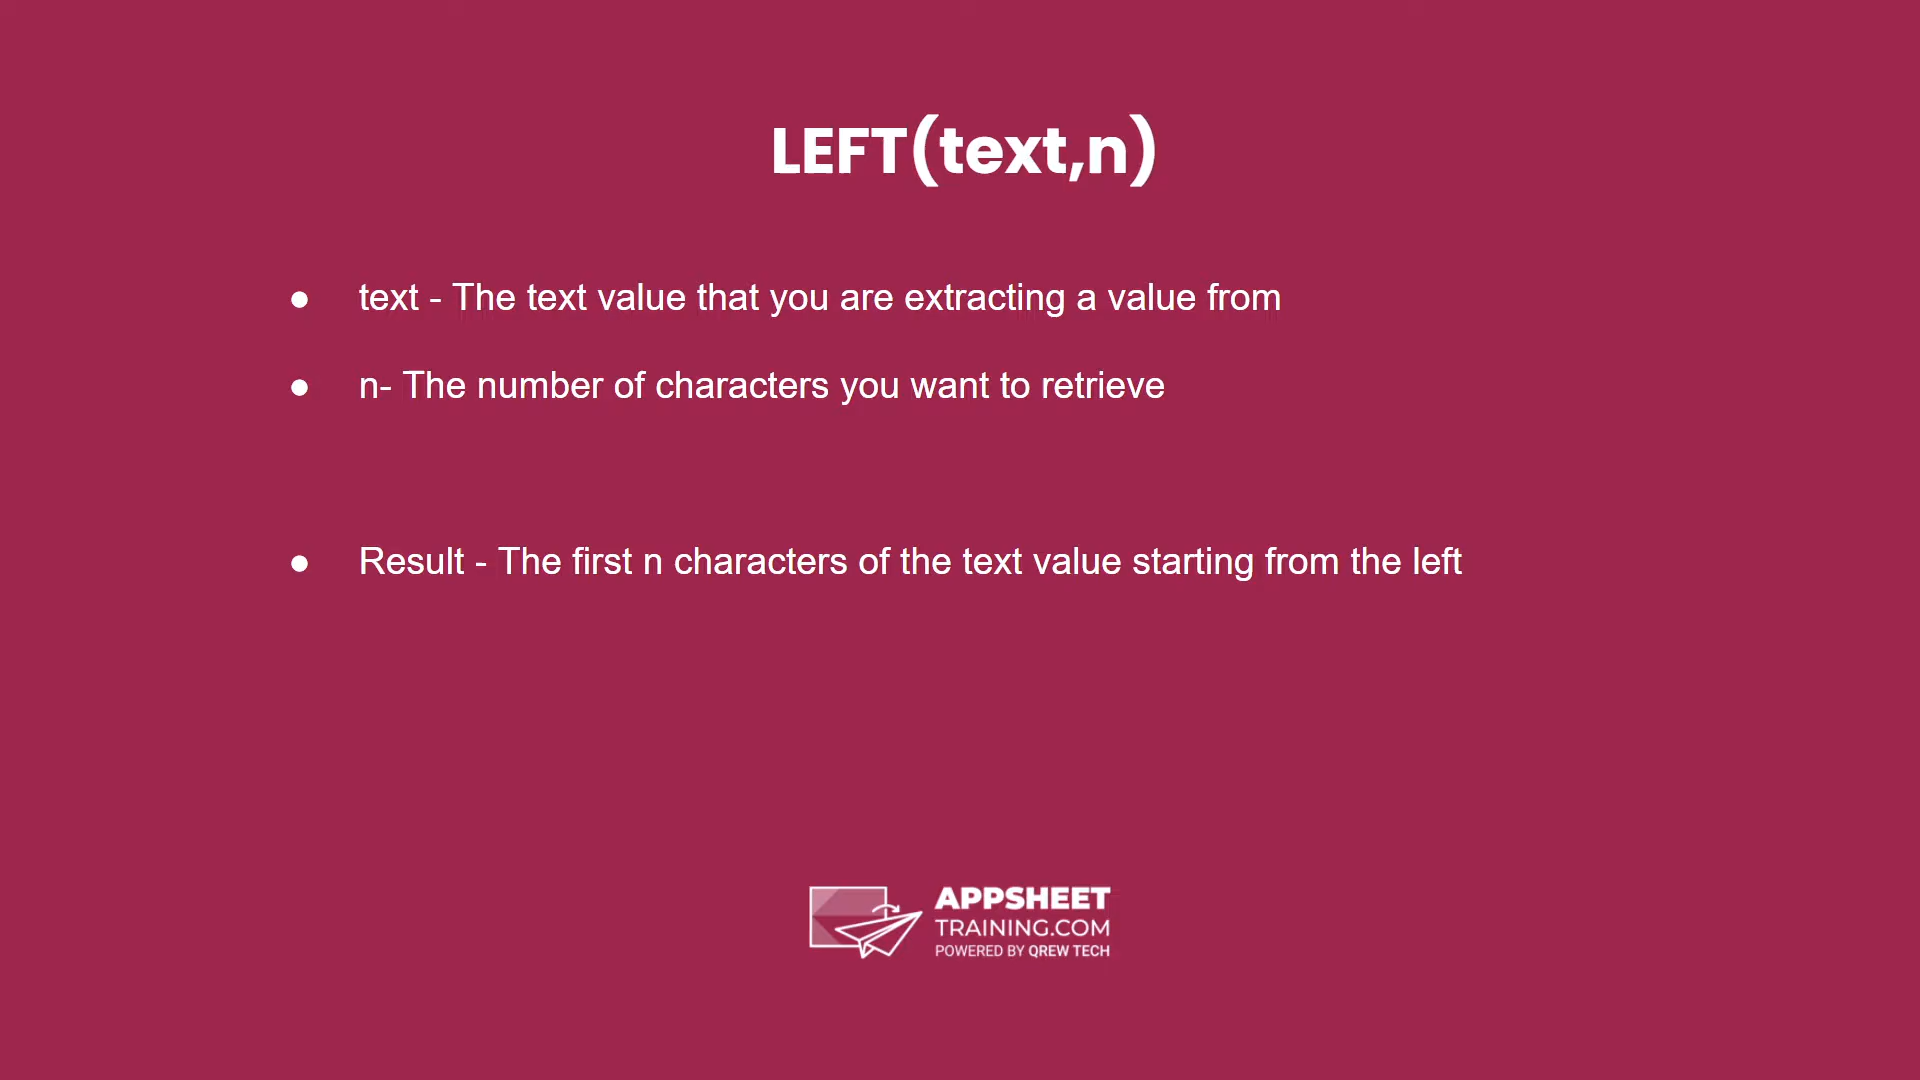 LEFT(text,n)
● text - The text value that you are extracting a value from
● n- The number of characters you want to retrieve
● Result - The first n characters of the text value starting from the left
APPSHEET
TRAINING.COM
POWERED BY QREW TECH